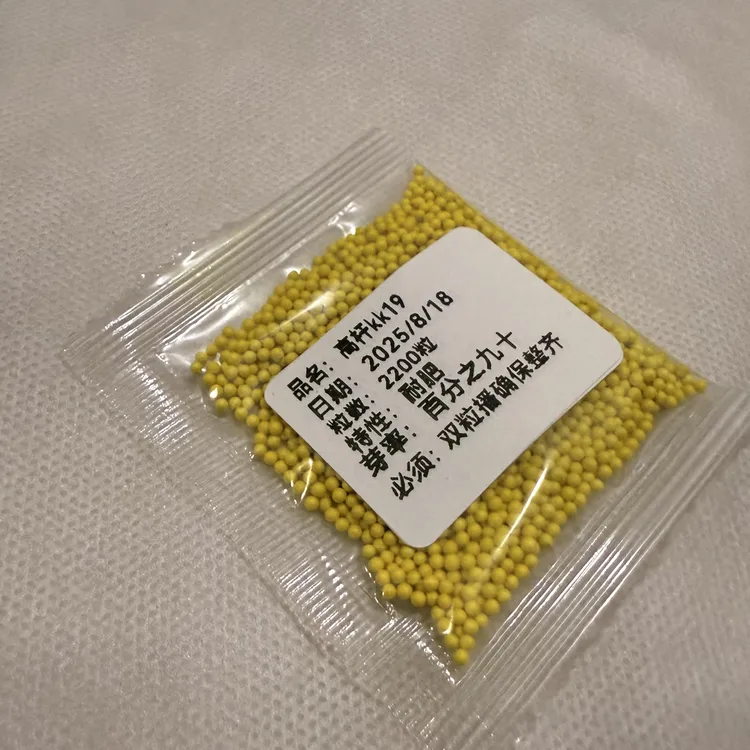 品名：高杆kk19
日期：2025/8/18
粒数：2200粒
特性：耐肥
芽率：百分之九十
必须：双粒播确保整齐